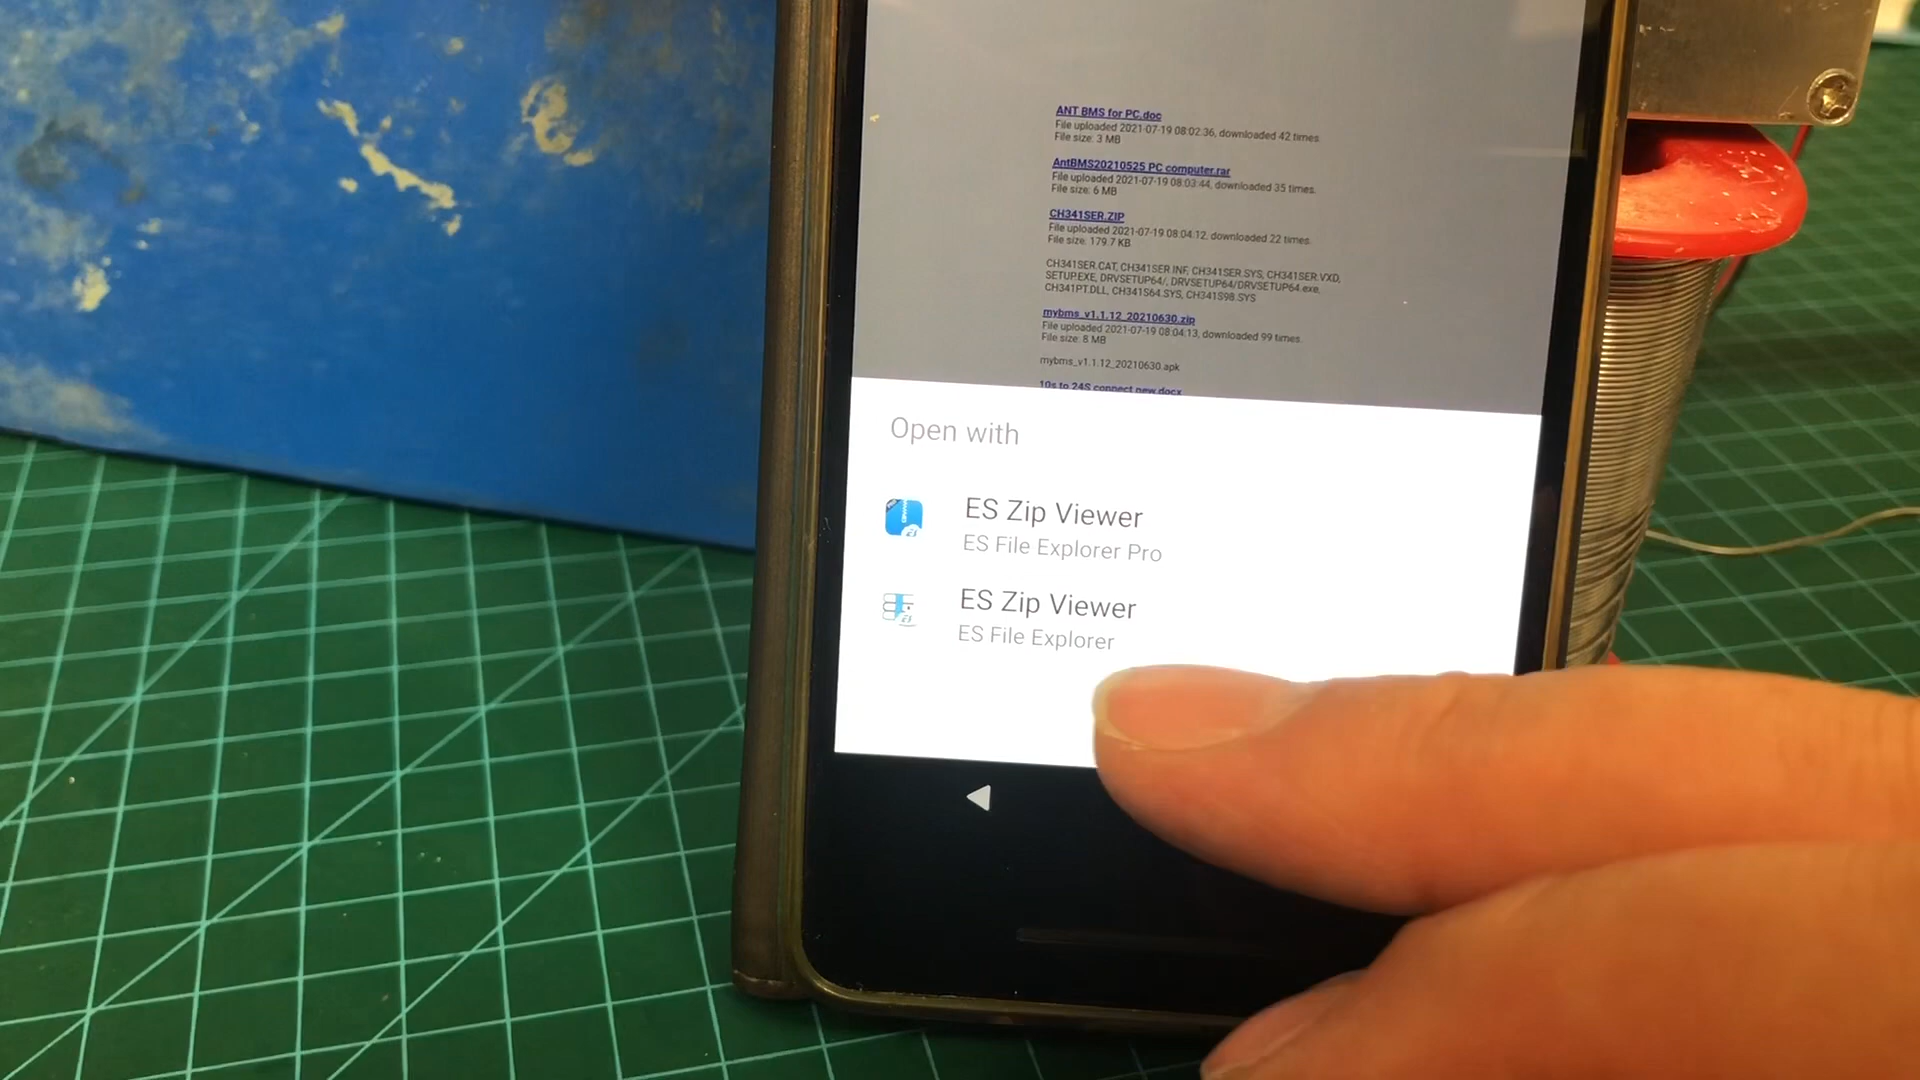 ANT BMS for PC.doc
File uploaded 2021-07-19 08:02:36, downloaded 42 times.
File size: 3 MB
AntBMS20210525 PC computer.rar
File uploaded 2021-07-19 08:03:44, downloaded 35 times.
File size: 6 MB
CH341SER.ZIP
File uploaded 2021-07-19 08:04:12, downloaded 22 times.
File size: 179.7 KB
CH341SER.CAT, CH341SER.INF, CH341SER.SYS, CH341SER.VXD,
SETUP.EXE, DRVSETUP64/, DRVSETUP64/DRVSETUP64.exe,
CH341PT.DLL, CH341S64.SYS, CH341S98.SYS
mybms_v1.1.12_20210630.zip
File uploaded 2021-07-19 08:04:13, downloaded 99 times.
File size: 8 MB
mybms_v1.1.12_20210630.apk
10s to 24S connect new.docx
Open with
ES Zip Viewer
ES File Explorer Pro
ES Zip Viewer
ES File Explorer